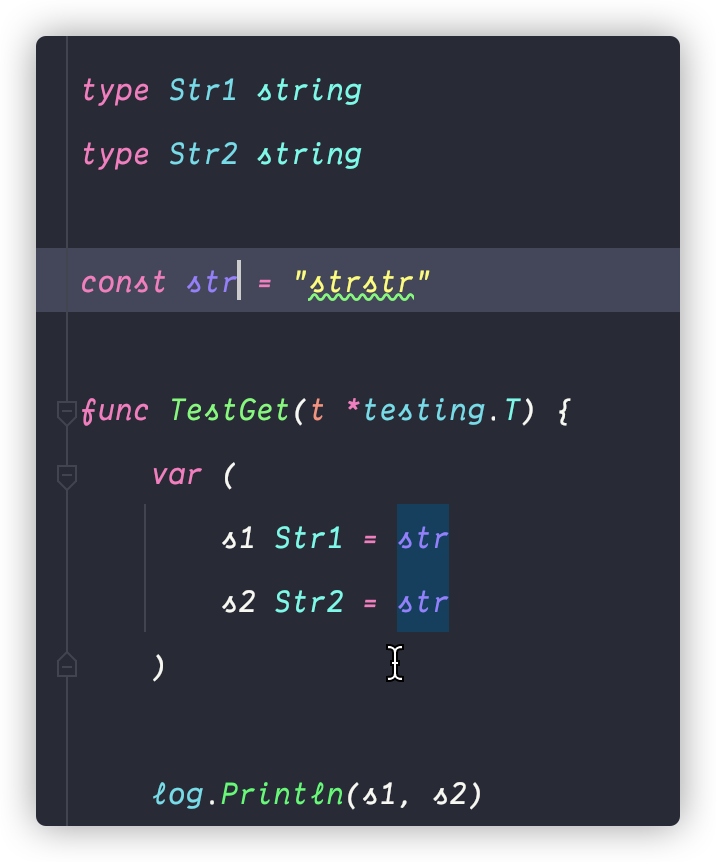 type Str1 string
type Str2 string
const str = "strstr"
func TestGet(t *testing.T) {
var (
s1 Str1 = str
s2 Str2 = str
)
log.Println(s1, s2)